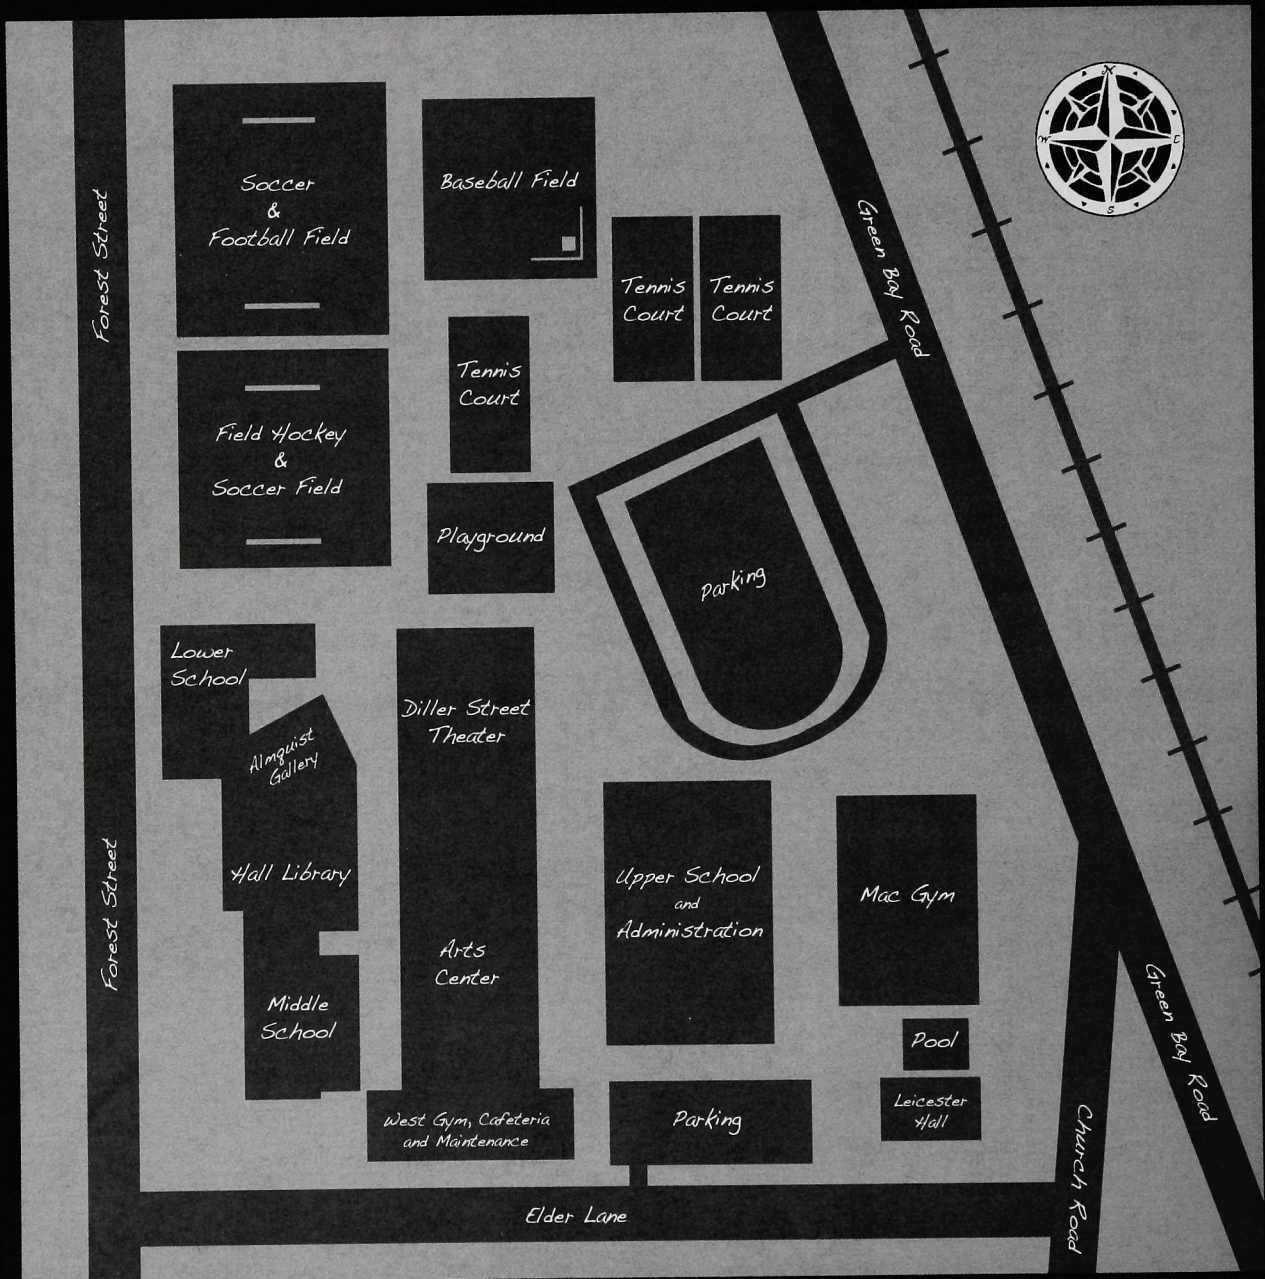 N
W
E
S
Forest Street
Soccer
&
Football Field
Baseball Field
Green Bay Road
Tennis
Court
Tennis
Court
Tennis
Court
Field Hockey
&
Soccer Field
Playground
Parking
Lower
School
Diller Street
Theater
Almquist
Gallery
Hall Library
Upper School
and
Administration
Mac Gym
Forest Street
Arts
Center
Middle
School
Pool
Green Bay Road
Leicester
Hall
West Gym, Cafeteria
and Maintenance
Parking
Church Road
Elder Lane